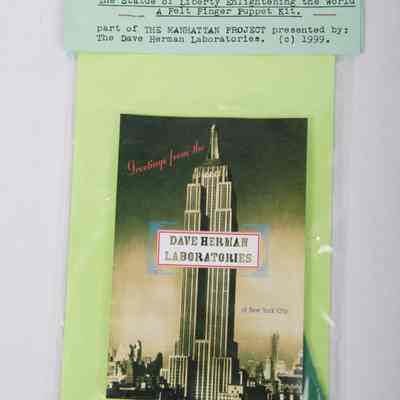 The Statue of Liberty Enlightening the World
A Felt Finger Puppet Kit.
part of THE MANHATTAN PROJECT presented by:
The Dave Herman Laboratories. (c) 1999.
Greetings from the
DAVE HERMAN
LABORATORIES
of New York City